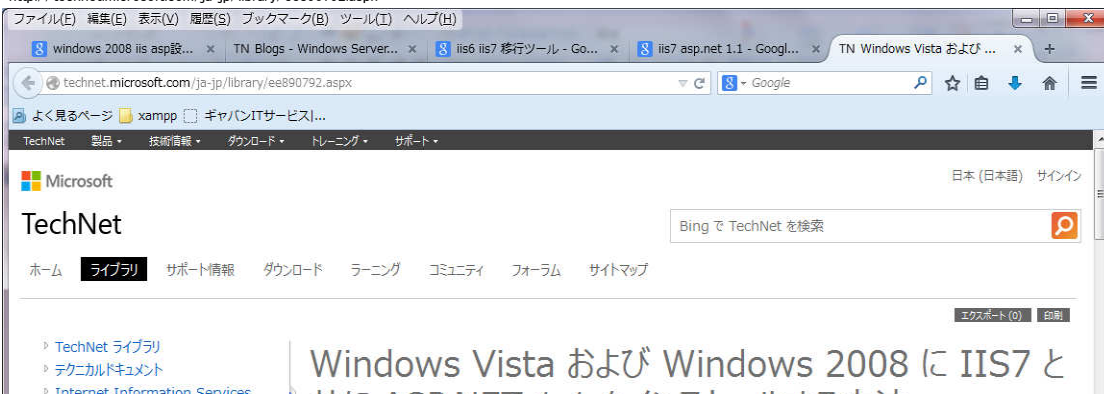 ファイル(F) 編集(E) 表示(V) 履歴(S) ブックマーク(B) ツール(T) ヘルプ(H)
windows 2008 iis asp設... × TN Blogs - Windows Server... × iis6 iis7 移行ツール - Go... × iis7 asp.net 1.1 - Googl... × TN Windows Vista および ... × +
technet.microsoft.com/ja-jp/library/ee890792.aspx Google
よく見るページ xampp ギャバンITサービス|...
TechNet 製品 技術情報 ダウンロード トレーニング サポート
Microsoft 日本 (日本語) サインイン
TechNet Bing で TechNet を検索
ホーム ライブラリ サポート情報 ダウンロード ラーニング コミュニティ フォーラム サイトマップ
エクスポート (0) 印刷
TechNet ライブラリ
テクニカルドキュメント
Internet Information Services
Windows Vista および Windows 2008 に IIS7 と